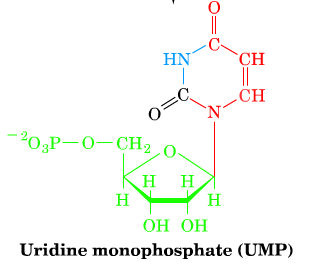 O
HN C CH
O C CH
N
⁻²O₃P—O—CH₂ O
H H H H
OH OH
Uridine monophosphate (UMP)